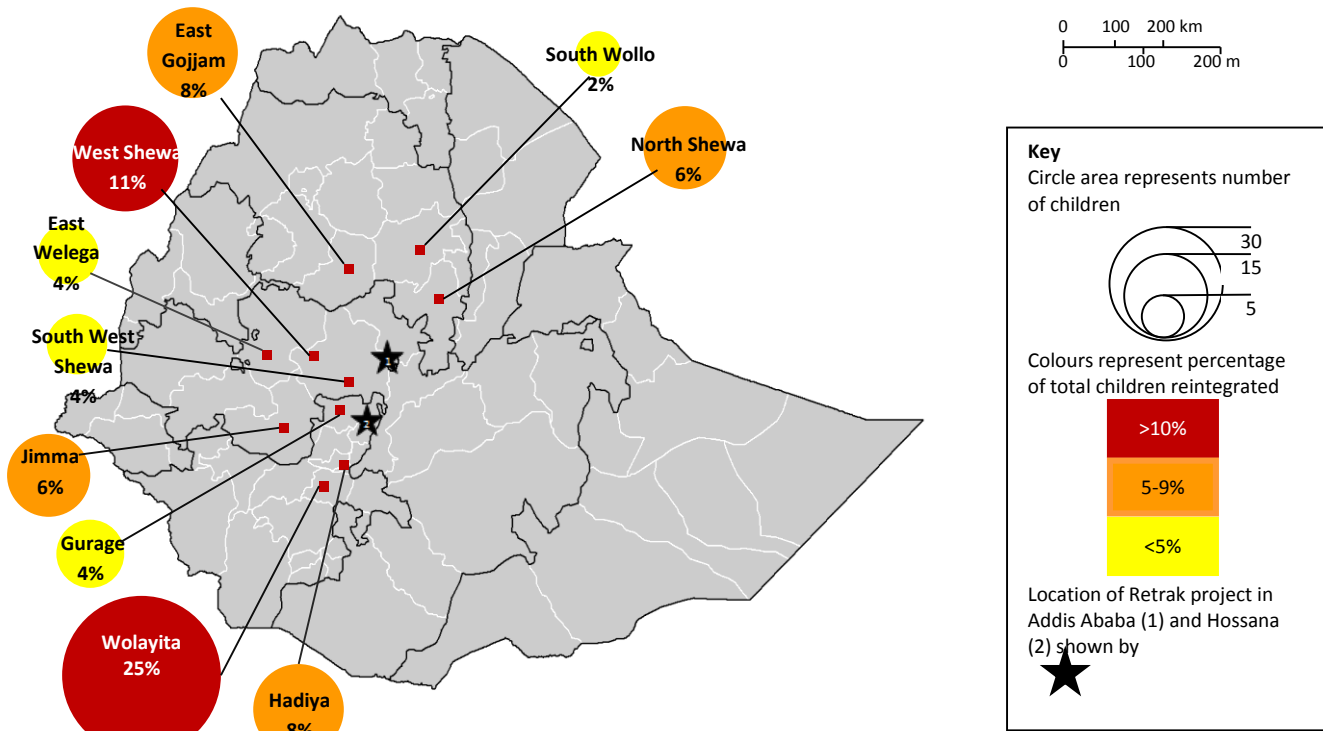 East
Gojjam
8%
South Wollo
2%
North Shewa
6%
West Shewa
11%
East
Welega
4%
South West
Shewa
4%
Jimma
6%
Gurage
4%
Wolayita
25%
Hadiya
8%
1
2
0 100 200 km
0 100 200 m
Key
Circle area represents number
of children
30
15
5
Colours represent percentage
of total children reintegrated
>10%
5-9%
<5%
Location of Retrak project in
Addis Ababa (1) and Hossana
(2) shown by